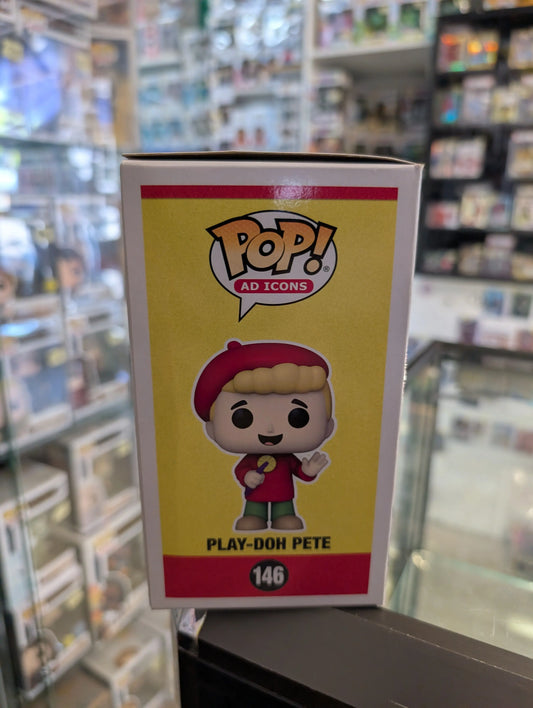 POP!®
AD ICONS
PLAY-DOH PETE
146